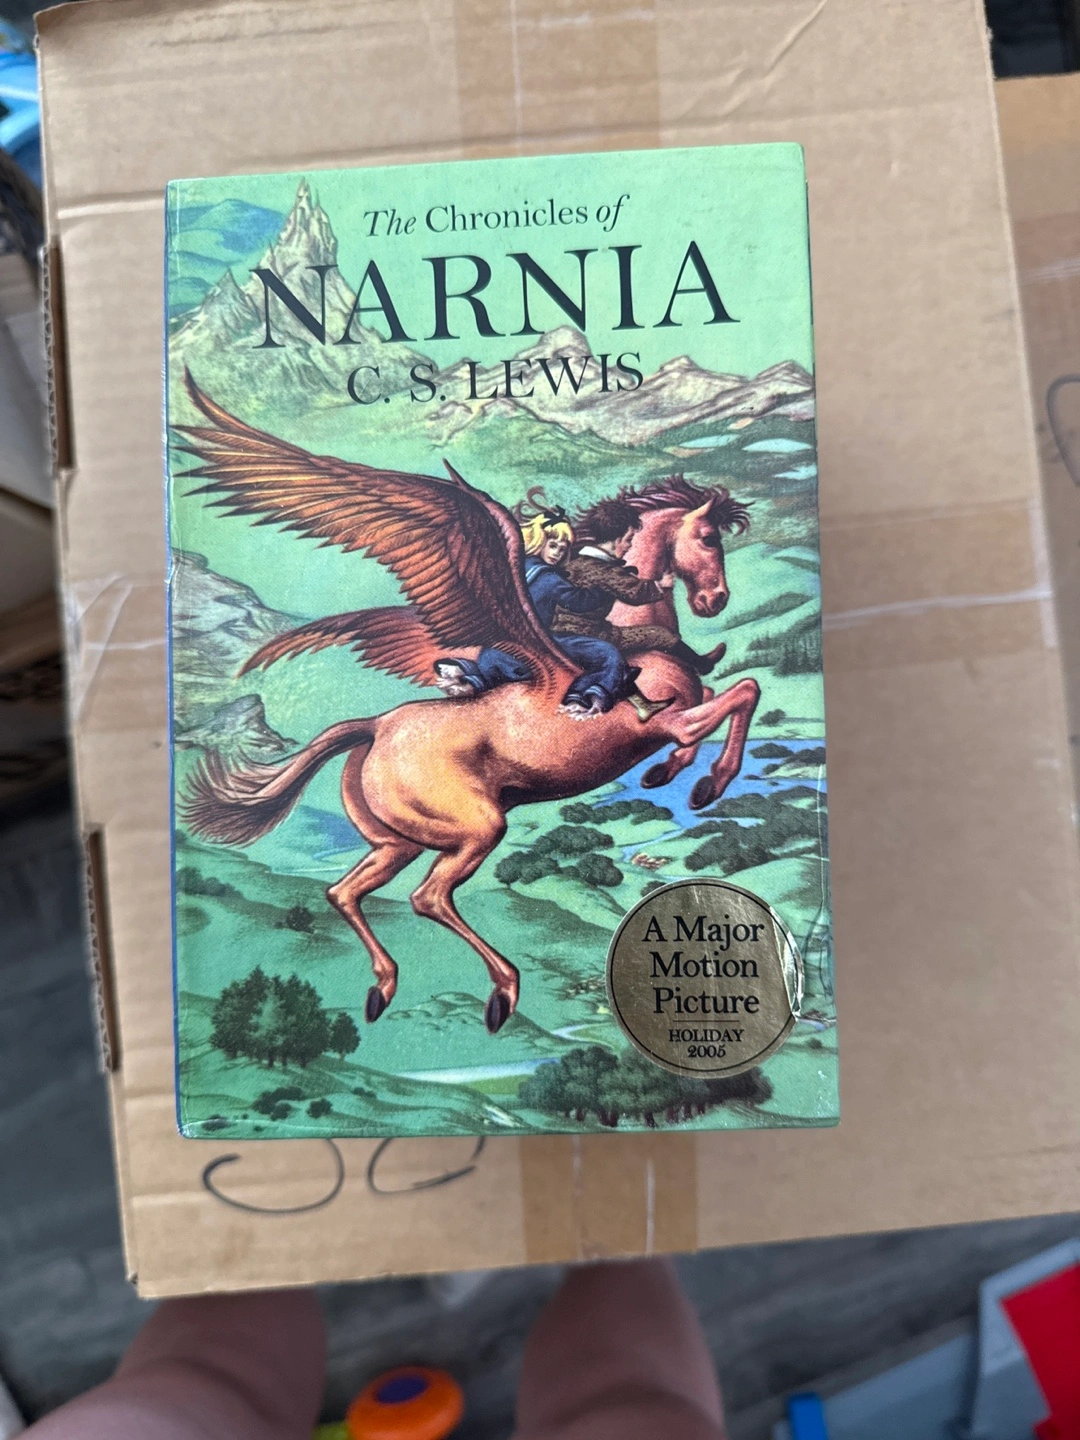 The Chronicles of
NARNIA
C. S. LEWIS
A Major
Motion
Picture
HOLIDAY
2005